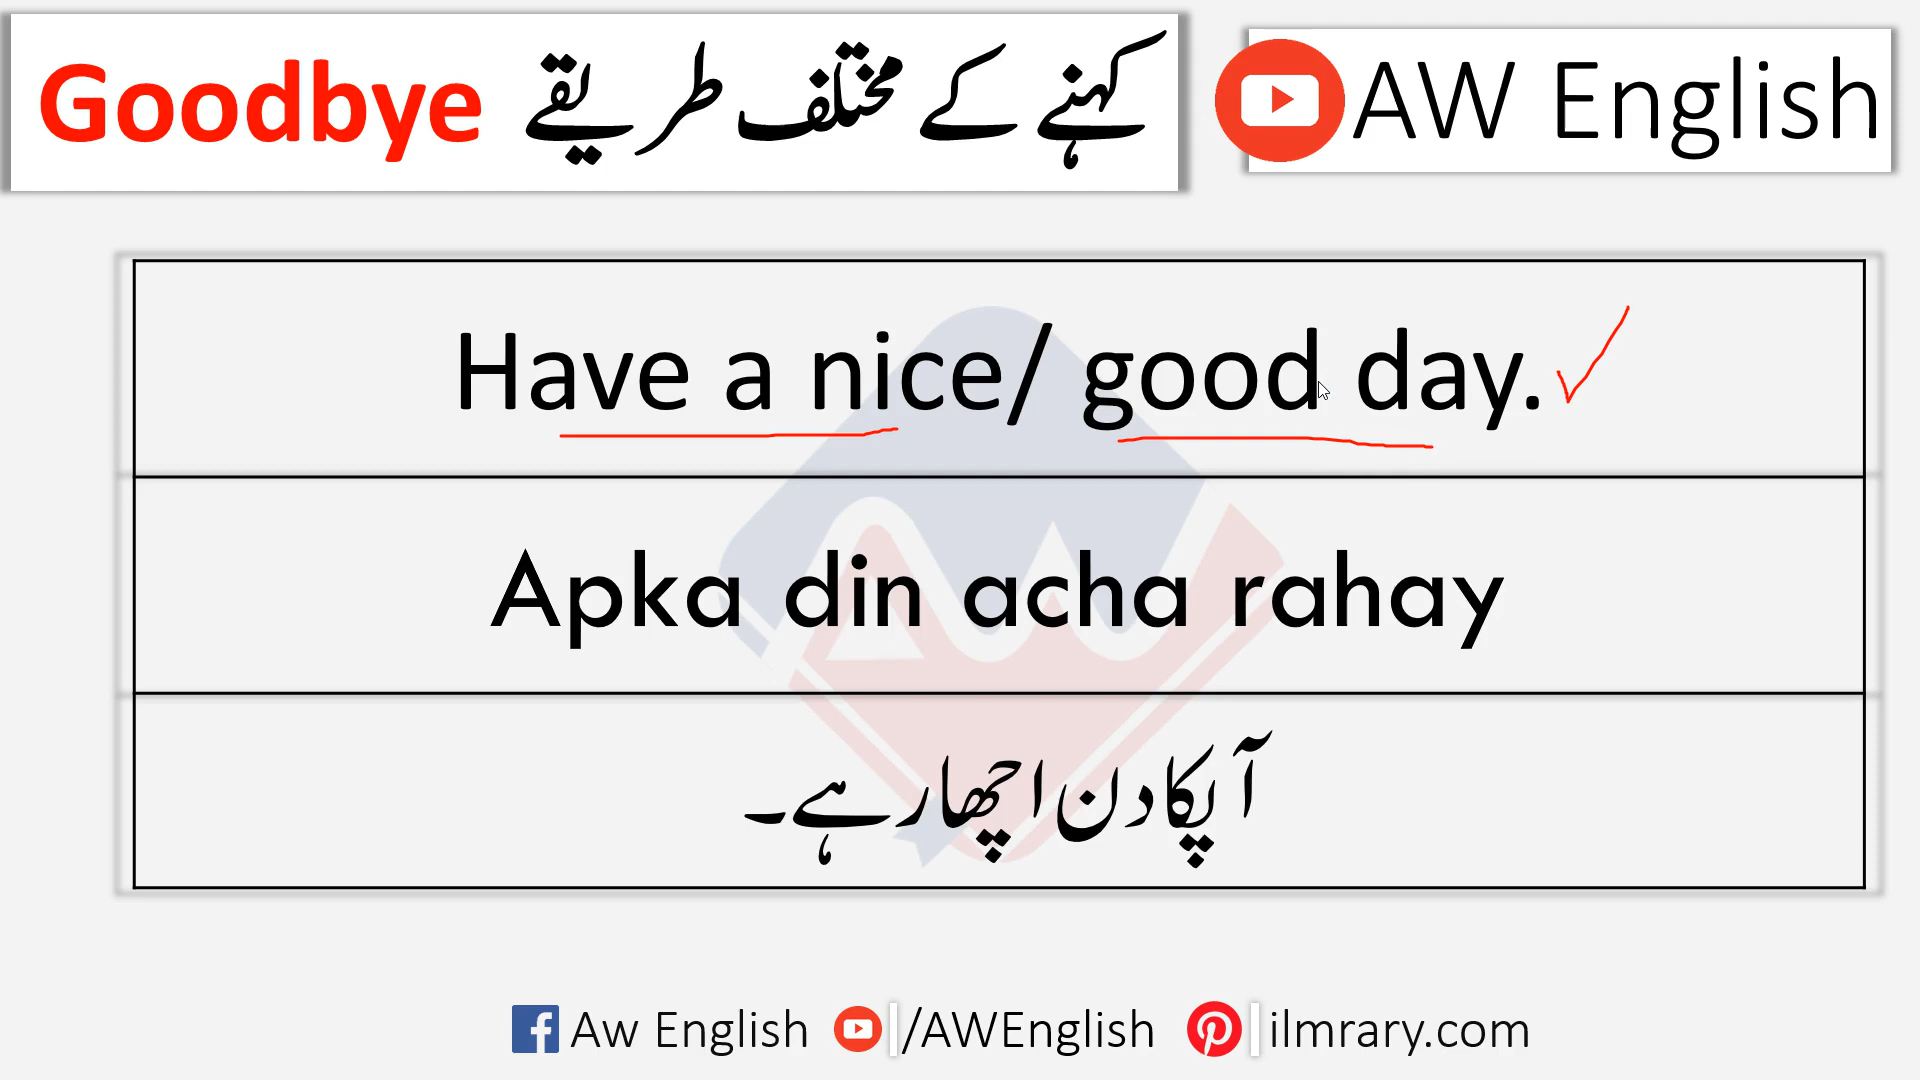 Goodbye کہنے کے مختلف طریقے
AW English
Have a nice/ good day.
Apka din acha rahay
آپکا دن اچھا رہے۔
Aw English /AWEnglish ilmrary.com